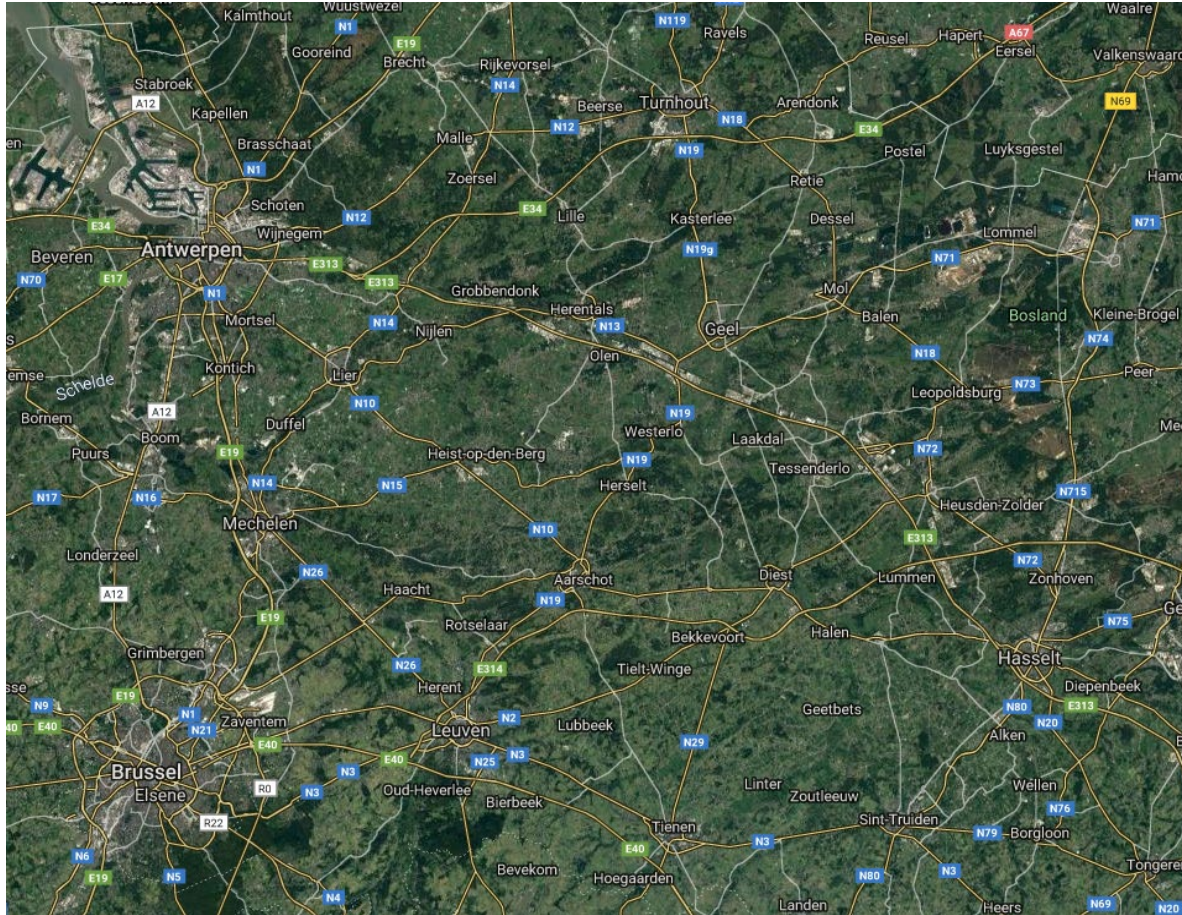 Kalmthout
Wuustwezel
N1
Gooreind
E19
Brecht
N119
Ravels
Reusel
Hapert
A67
Eersel
Waalre
Valkenswaard
Rijkevorsel
N14
Stabroek
A12
Kapellen
Brasschaat
Beerse
Turnhout
Arendonk
N69
Malle
N12
N18
E34
N19
Postel
Luyksgestel
N1
Zoersel
Retie
Schoten
N12
E34
Lille
Kasterlee
Dessel
N71
E34
Wijnegem
Lommel
Antwerpen
Beveren
E313
N19g
N71
N70
E17
E313
N1
Grobbendonk
Mol
Mortsel
N14
Nijlen
Herentals
N13
Geel
Balen
Bosland
Kleine-Brogel
N74
Olen
N18
Kontich
Lier
Schelde
Peer
N73
Leopoldsburg
Bornem
A12
N10
N19
Boom
Duffel
Westerlo
Laakdal
Puurs
E19
Heist-op-den-Berg
N19
Tessenderlo
N72
N14
N15
Herselt
N17
N16
N715
Heusden-Zolder
Mechelen
N10
E313
Londerzeel
N26
N72
Aarschot
Diest
Lummen
Zonhoven
A12
Haacht
N19
E19
Rotselaar
Bekkevoort
Halen
N75
Grimbergen
N26
E314
Tielt-Winge
Hasselt
Herent
Diepenbeek
E19
N9
E40
E40
N1
N21
Zaventem
N2
Lubbeek
Geetbets
N80
E313
N20
Leuven
Alken
E40
N3
N29
E40
N25
Brussel
N3
R0
N3
Oud-Heverlee
Bierbeek
Linter
Zoutleeuw
Wellen
Elsene
N76
R22
Tienen
Sint-Truiden
N79
Borgloon
N3
N6
E40
Bevekom
Hoegaarden
N3
Tongeren
E19
N5
N80
N4
Landen
Heers
N69
N20